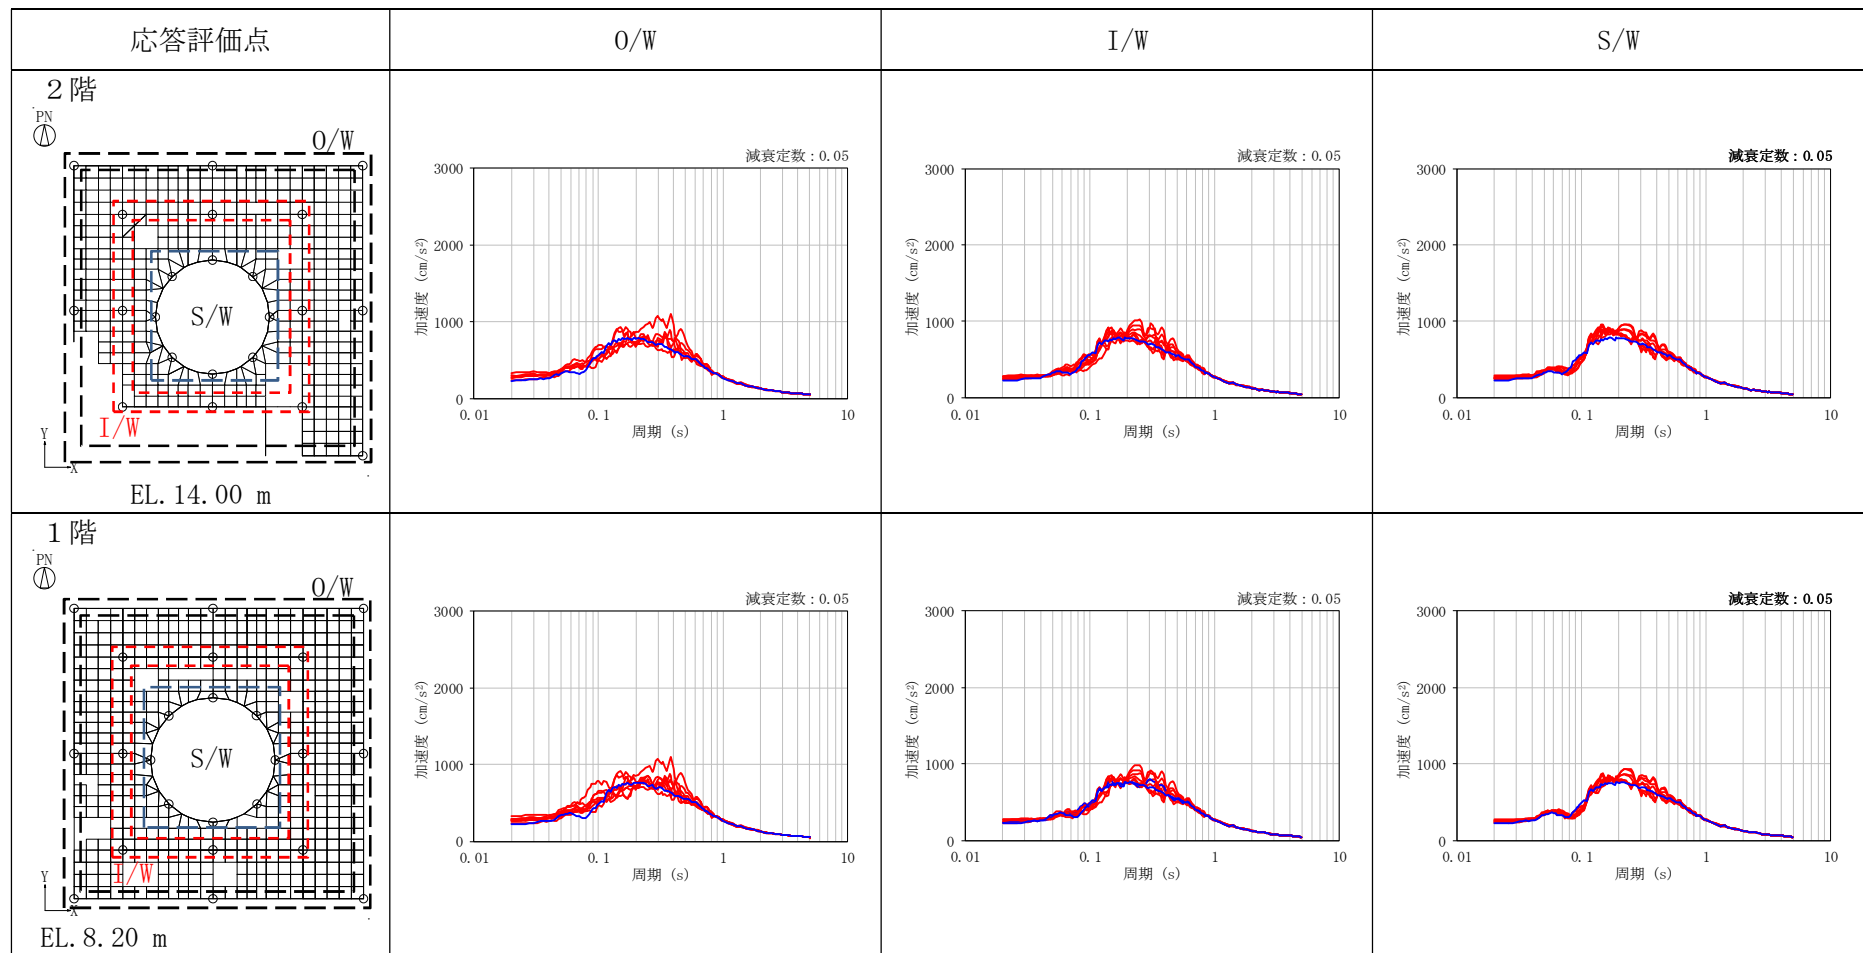 応答評価点 O/W I/W S/W
2階
PN
O/W
S/W
I/W
Y
X
EL.14.00 m
減衰定数:0.05
加速度 (cm/s²)
3000
2000
1000
0
0.01 0.1 1 10
周期 (s)
減衰定数:0.05
加速度 (cm/s²)
3000
2000
1000
0
0.01 0.1 1 10
周期 (s)
減衰定数:0.05
加速度 (cm/s²)
3000
2000
1000
0
0.01 0.1 1 10
周期 (s)
1階
PN
O/W
S/W
I/W
Y
X
EL.8.20 m
減衰定数:0.05
加速度 (cm/s²)
3000
2000
1000
0
0.01 0.1 1 10
周期 (s)
減衰定数:0.05
加速度 (cm/s²)
3000
2000
1000
0
0.01 0.1 1 10
周期 (s)
減衰定数:0.05
加速度 (cm/s²)
3000
2000
1000
0
0.01 0.1 1 10
周期 (s)